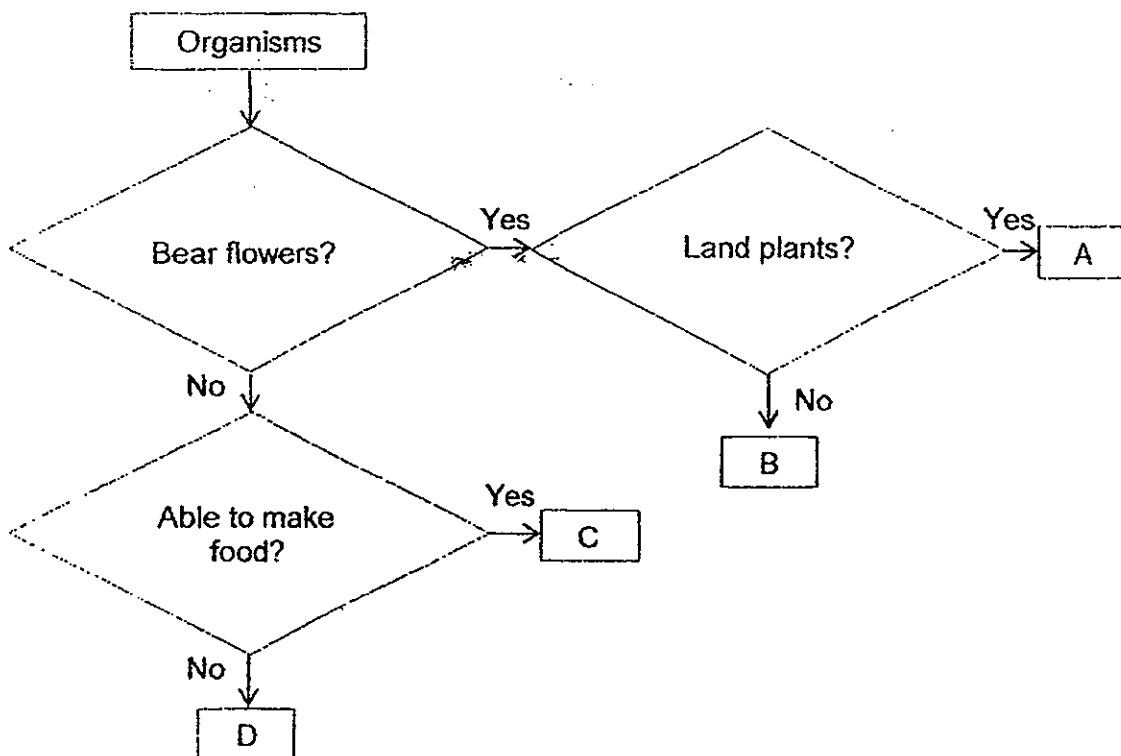 Organisms
Bear flowers?
Yes
Land plants?
Yes
A
No
B
No
Able to make
food?
Yes
C
No
D